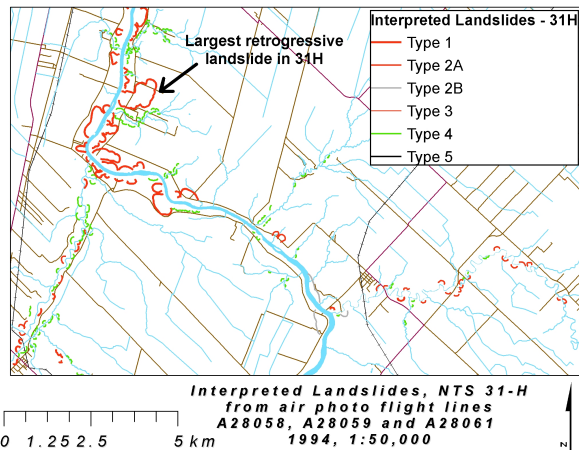 Interpreted Landslides - 31H
Type 1
Type 2A
Type 2B
Type 3
Type 4
Type 5
Largest retrogressive
landslide in 31H
Interpreted Landslides, NTS 31-H
from air photo flight lines
A28058, A28059 and A28061
1994, 1:50,000
0 1.25 2.5 5 km
N